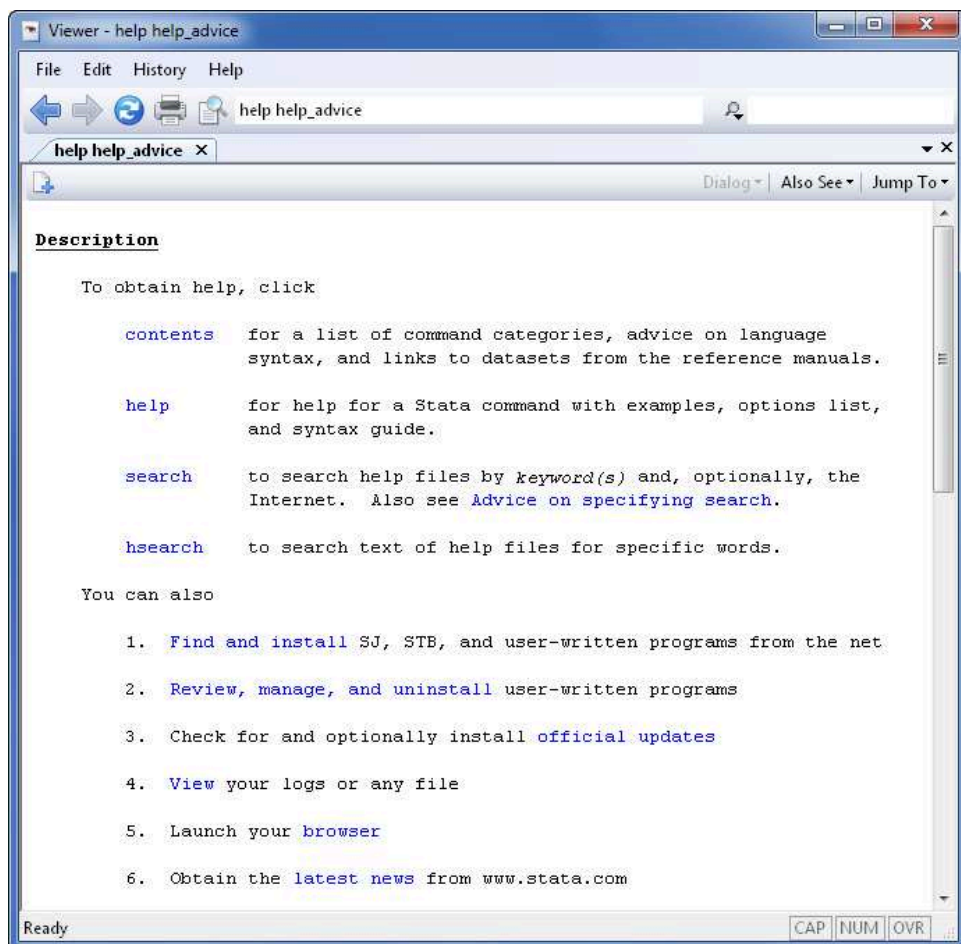 Viewer - help help_advice
File Edit History Help
help help_advice
help help_advice X
Dialog Also See Jump To
Description
To obtain help, click
contents for a list of command categories, advice on language
syntax, and links to datasets from the reference manuals.
help for help for a Stata command with examples, options list,
and syntax guide.
search to search help files by keyword(s) and, optionally, the
Internet. Also see Advice on specifying search.
hsearch to search text of help files for specific words.
You can also
1. Find and install SJ, STB, and user-written programs from the net
2. Review, manage, and uninstall user-written programs
3. Check for and optionally install official updates
4. View your logs or any file
5. Launch your browser
6. Obtain the latest news from www.stata.com
Ready CAP NUM OVR